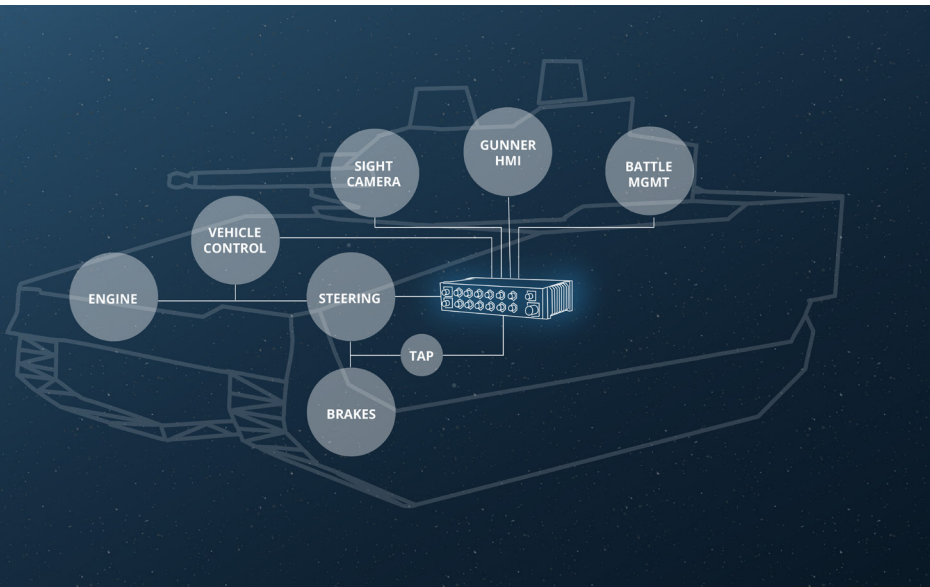 SIGHT
CAMERA
GUNNER
HMI
BATTLE
MGMT
VEHICLE
CONTROL
ENGINE
STEERING
TAP
BRAKES